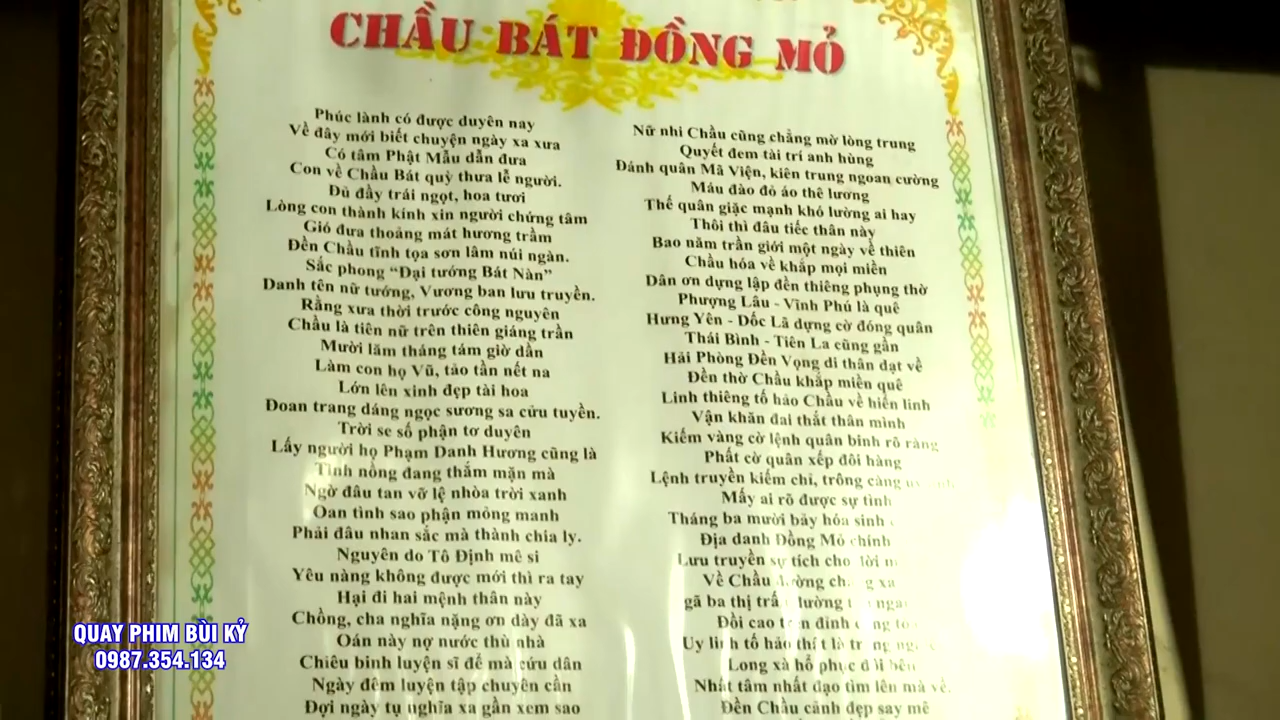 CHẦU BÁT ĐỒNG MỎ
Phúc lành có được duyên nay
Về đây mới biết chuyện ngày xa xưa
Có tâm Phật Mẫu dẫn đưa
Con về Chầu Bát quỳ thưa lễ người.
Đủ đầy trái ngọt, hoa tươi
Lòng con thành kính xin người chứng tâm
Gió đưa thoảng mát hương trầm
Đền Chầu tĩnh tọa sơn lâm núi ngàn.
Sắc phong “Đại tướng Bát Nàn”
Danh tên nữ tướng, Vương ban lưu truyền.
Rằng xưa thời trước công nguyên
Chầu là tiên nữ trên thiên giáng trần
Mười lăm tháng tám giờ dần
Làm con họ Vũ, tảo tần nết na
Lớn lên xinh đẹp tài hoa
Đoan trang dáng ngọc sương sa cửu tuyền.
Trời se số phận tơ duyên
Lấy người họ Phạm Danh Hương cũng là
Tình nồng đang thắm mặn mà
Ngờ đâu tan vỡ lệ nhòa trời xanh
Oan tình sao phận mỏng manh
Phải đâu nhan sắc mà thành chia ly.
Nguyên do Tô Định mê si
Yêu nàng không được mới thì ra tay
Hại đi hai mệnh thân này
Chồng, cha nghĩa nặng ơn dày đã xa
Oán này nợ nước thù nhà
Chiêu binh luyện sĩ để mà cứu dân
Ngày đêm luyện tập chuyên cần
Đợi ngày tụ nghĩa xa gần xem sao
Nữ nhi Chầu cũng chẳng mờ lòng trung
Quyết đem tài trí anh hùng
Đánh quân Mã Viện, kiên trung ngoan cường
Máu đào đỏ áo thê lương
Thế quân giặc mạnh khó lường ai hay
Thôi thì đâu tiếc thân này
Bao năm trần giới một ngày về thiên
Chầu hóa về khắp mọi miền
Dân ơn dựng lập đền thiêng phụng thờ
Phượng Lâu - Vĩnh Phú là quê
Hưng Yên - Dốc Lã dựng cờ đóng quân
Thái Bình - Tiên La cũng gần
Hải Phòng Đền Vọng di thân dạt về
Đền thờ Chầu khắp miền quê
Linh thiêng tố hảo Chầu về hiển linh
Vận khăn đai thắt thân mình
Kiếm vàng cờ lệnh quân binh rõ ràng
Phất cờ quân xếp đôi hàng
Lệnh truyền kiếm chỉ, trông càng
Mấy ai rõ được sự tình
Tháng ba mười bảy hóa sinh
Địa danh Đồng Mỏ chính
Lưu truyền sự tích cho
Về Chầu
gã ba thị
Đồi cao
Uy linh tố hảo
Long xà hổ phục
Nhất tâm nhất đạo tìm lên mà về.
Đền Chầu cảnh đẹp say mê
QUAY PHIM BÙI KỶ
0987.354.134